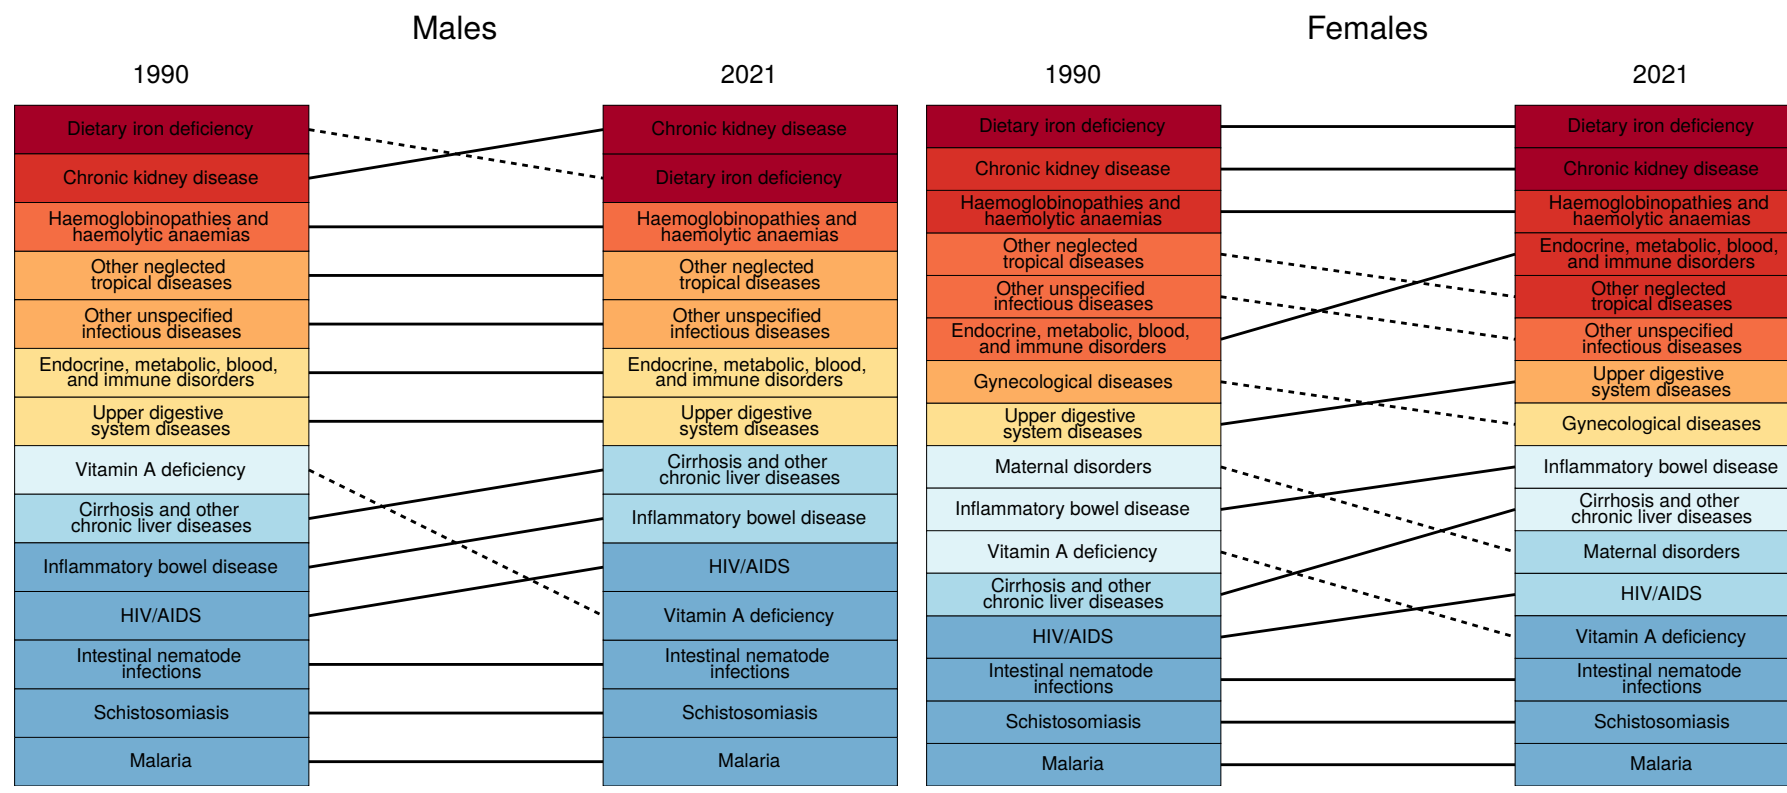 Males
1990
2021
Dietary iron deficiency
Chronic kidney disease
Haemoglobinopathies and
haemolytic anaemias
Other neglected
tropical diseases
Other unspecified
infectious diseases
Endocrine, metabolic, blood,
and immune disorders
Upper digestive
system diseases
Vitamin A deficiency
Cirrhosis and other
chronic liver diseases
Inflammatory bowel disease
HIV/AIDS
Intestinal nematode
infections
Schistosomiasis
Malaria
Chronic kidney disease
Dietary iron deficiency
Haemoglobinopathies and
haemolytic anaemias
Other neglected
tropical diseases
Other unspecified
infectious diseases
Endocrine, metabolic, blood,
and immune disorders
Upper digestive
system diseases
Cirrhosis and other
chronic liver diseases
Inflammatory bowel disease
HIV/AIDS
Vitamin A deficiency
Intestinal nematode
infections
Schistosomiasis
Malaria
Females
1990
2021
Dietary iron deficiency
Chronic kidney disease
Haemoglobinopathies and
haemolytic anaemias
Other neglected
tropical diseases
Other unspecified
infectious diseases
Endocrine, metabolic, blood,
and immune disorders
Gynecological diseases
Upper digestive
system diseases
Maternal disorders
Inflammatory bowel disease
Vitamin A deficiency
Cirrhosis and other
chronic liver diseases
HIV/AIDS
Intestinal nematode
infections
Schistosomiasis
Malaria
Dietary iron deficiency
Chronic kidney disease
Haemoglobinopathies and
haemolytic anaemias
Endocrine, metabolic, blood,
and immune disorders
Other neglected
tropical diseases
Other unspecified
infectious diseases
Upper digestive
system diseases
Gynecological diseases
Inflammatory bowel disease
Cirrhosis and other
chronic liver diseases
Maternal disorders
HIV/AIDS
Vitamin A deficiency
Intestinal nematode
infections
Schistosomiasis
Malaria